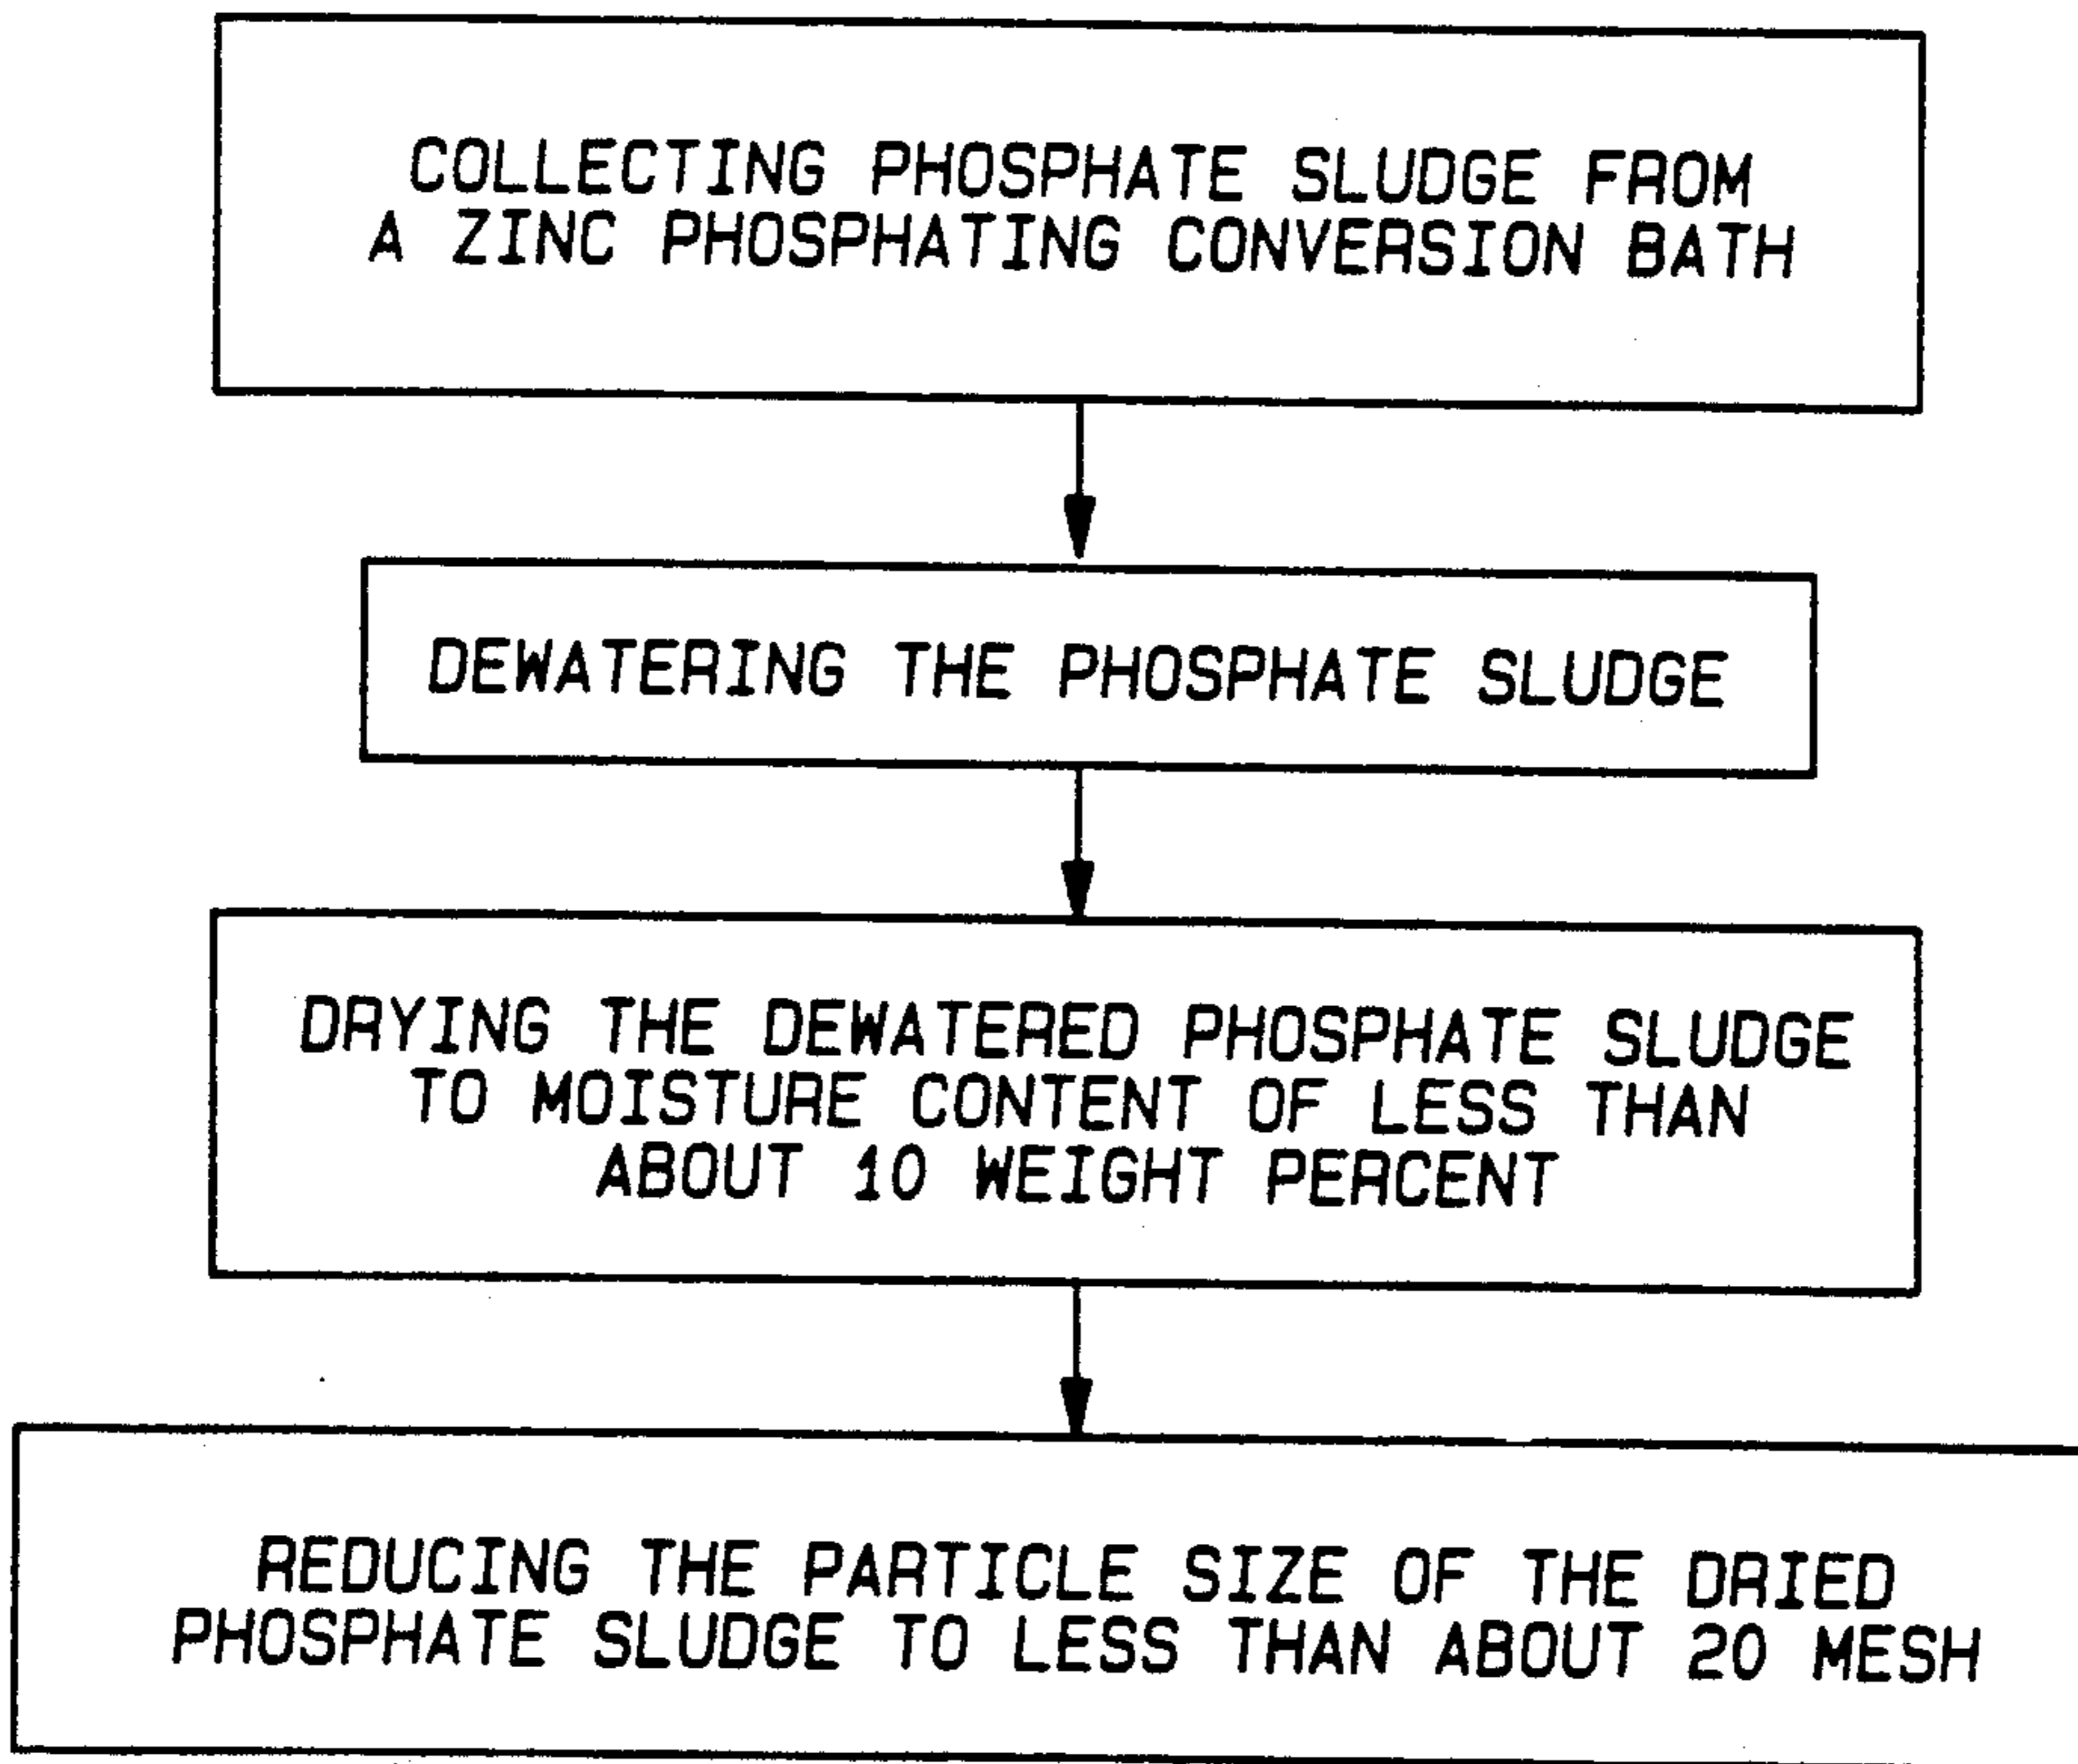 COLLECTING PHOSPHATE SLUDGE FROM
A ZINC PHOSPHATING CONVERSION BATH
DEWATERING THE PHOSPHATE SLUDGE
DRYING THE DEWATERED PHOSPHATE SLUDGE
TO MOISTURE CONTENT OF LESS THAN
ABOUT 10 WEIGHT PERCENT
REDUCING THE PARTICLE SIZE OF THE DRIED
PHOSPHATE SLUDGE TO LESS THAN ABOUT 20 MESH